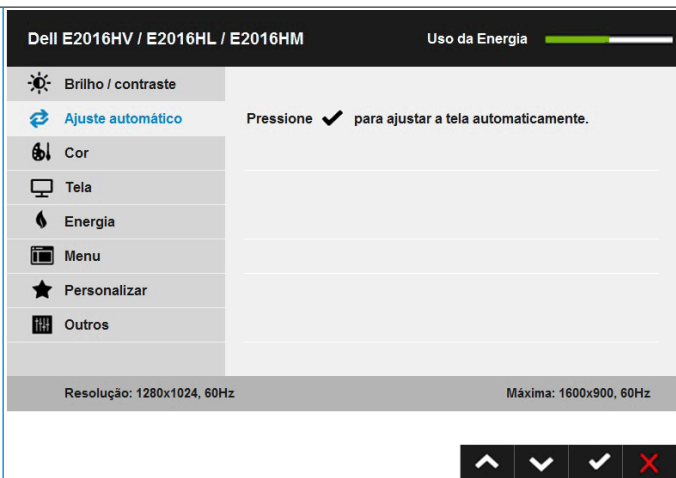 Dell E2016HV / E2016HL / E2016HM Uso da Energia
Brilho / contraste
Ajuste automático
Pressione para ajustar a tela automaticamente.
Cor
Tela
Energia
Menu
Personalizar
Outros
Resolução: 1280x1024, 60Hz Máxima: 1600x900, 60Hz